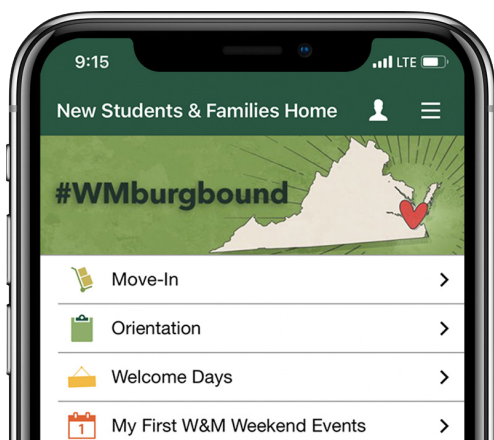 9:15 LTE
New Students & Families Home
#WMburgbound
Move-In
Orientation
Welcome Days
1
My First W&M Weekend Events